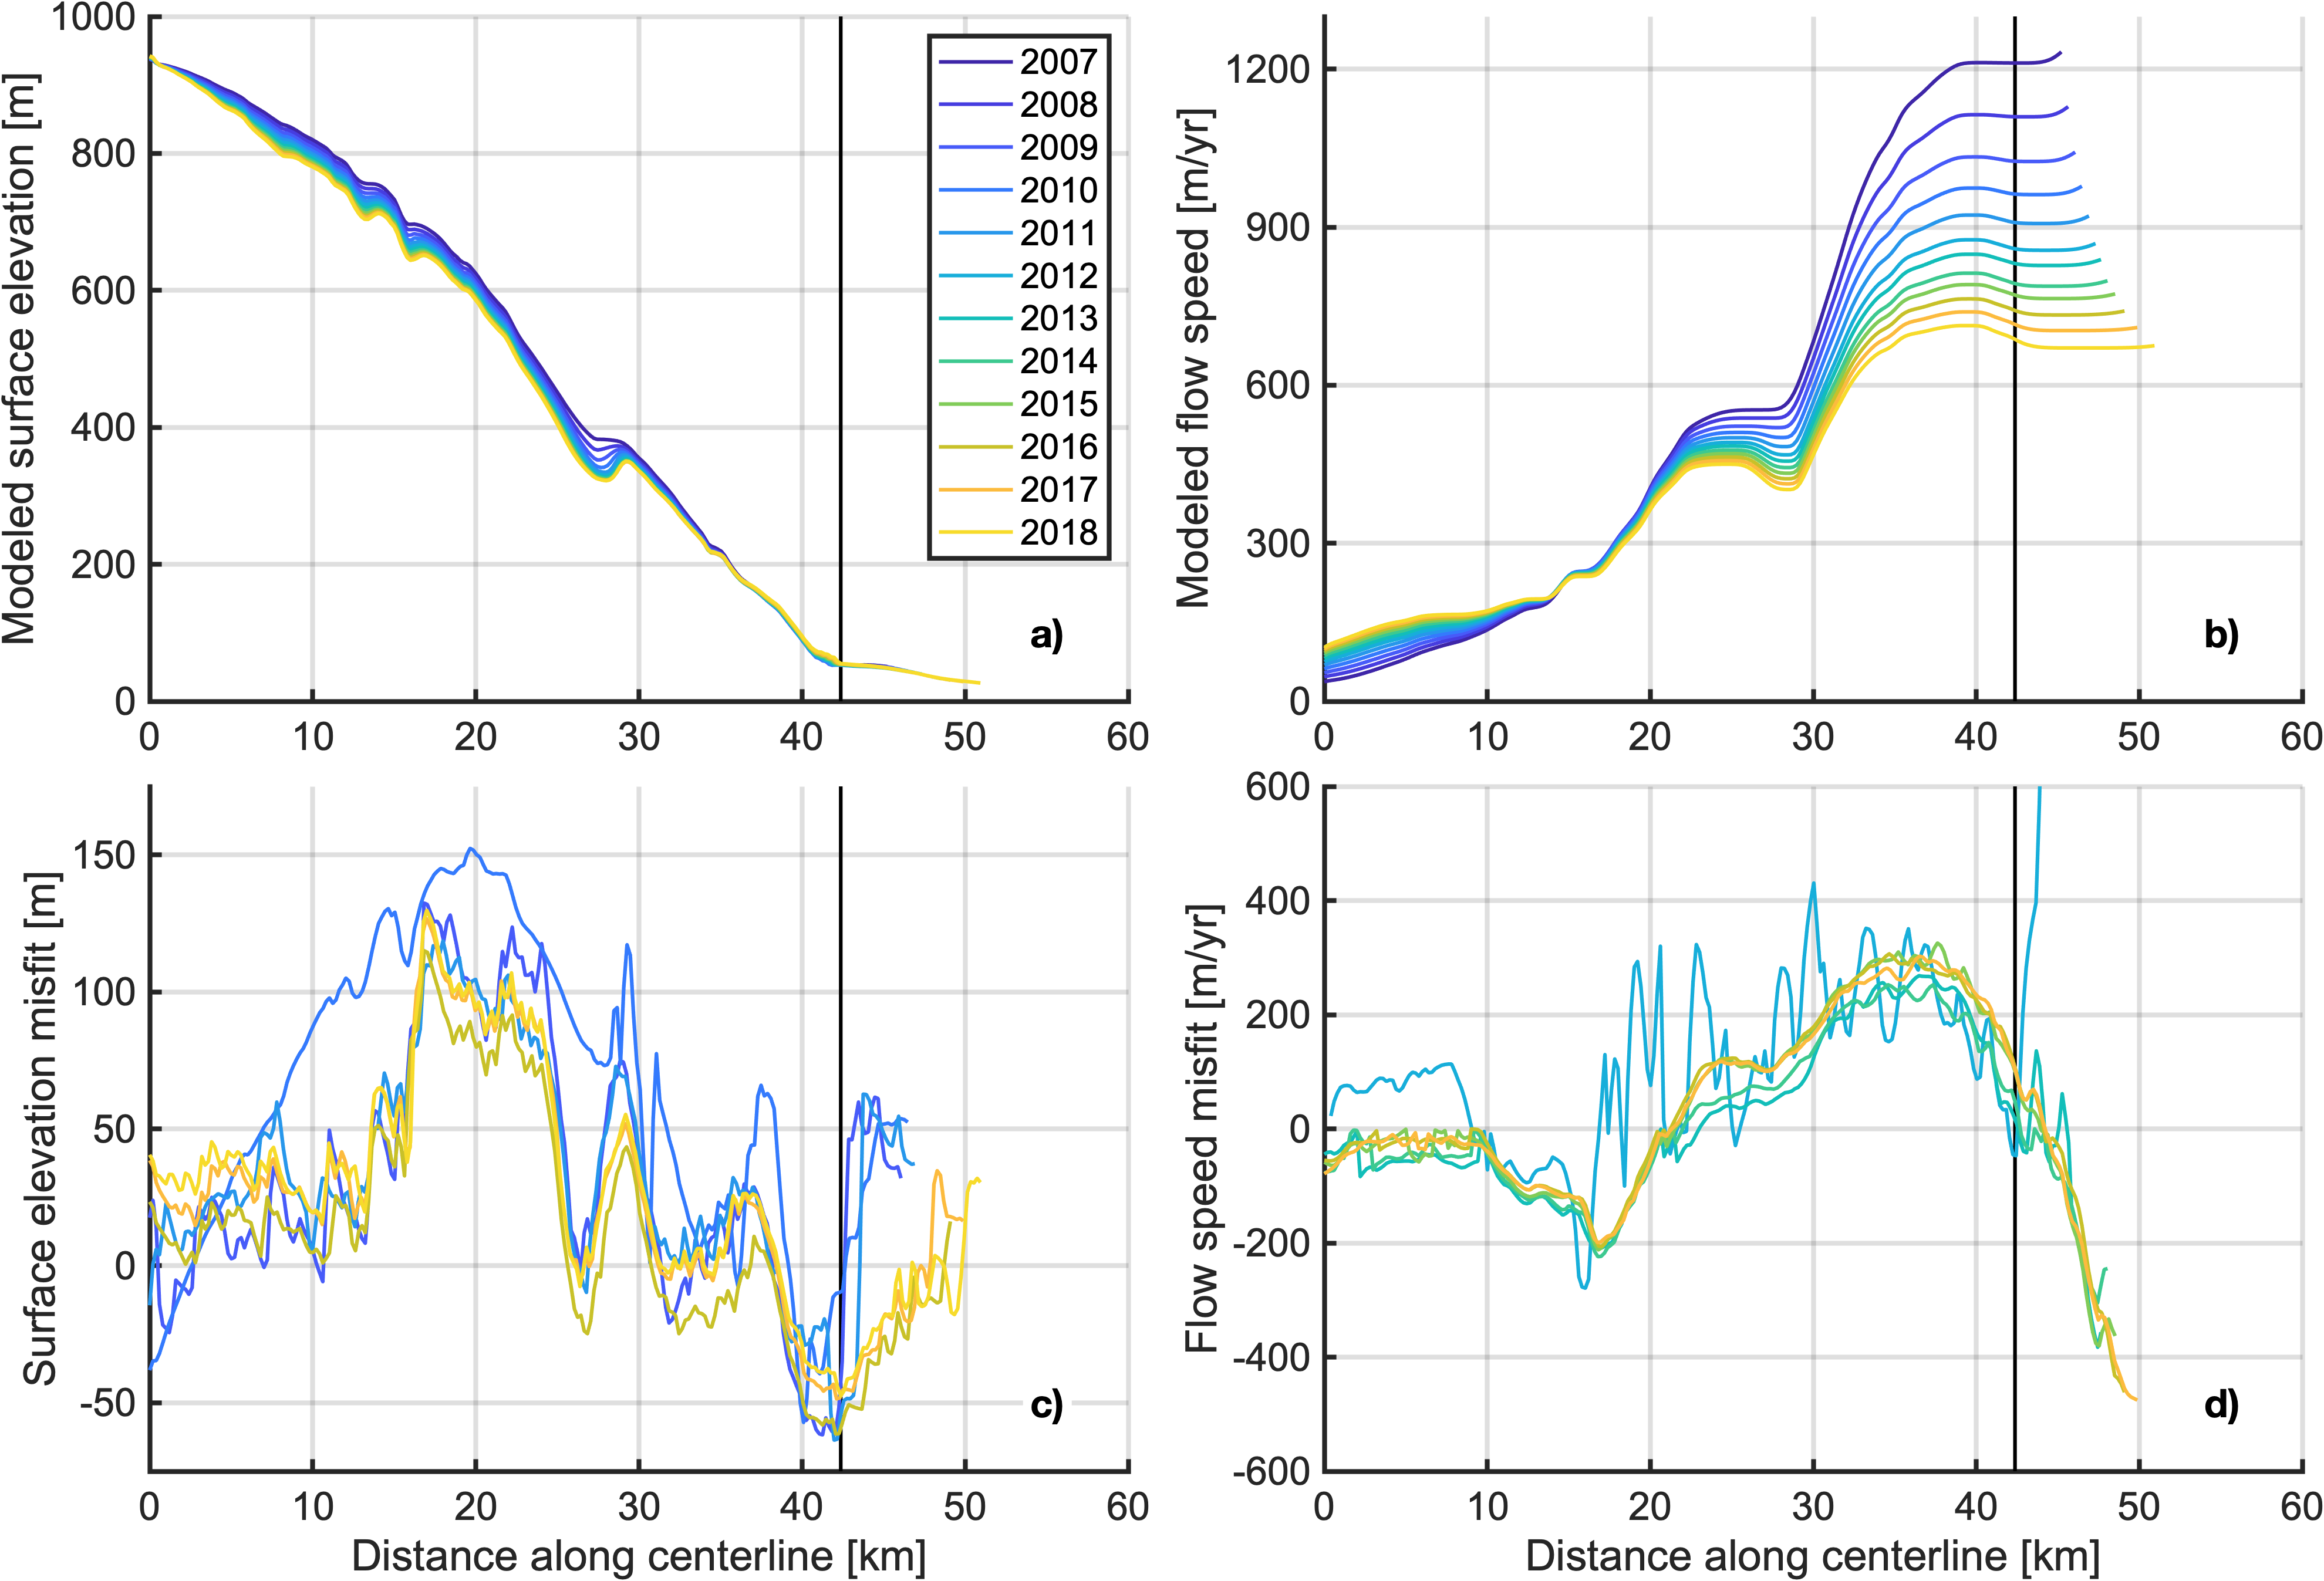 Modeled surface elevation [m]
1000
800
600
400
200
0
0 10 20 30 40 50 60
2007
2008
2009
2010
2011
2012
2013
2014
2015
2016
2017
2018
a)
Modeled flow speed [m/yr]
1200
900
600
300
0
0 10 20 30 40 50 60
b)
Surface elevation misfit [m]
150
100
50
0
-50
0 10 20 30 40 50 60
Distance along centerline [km]
c)
Flow speed misfit [m/yr]
600
400
200
0
-200
-400
-600
0 10 20 30 40 50 60
Distance along centerline [km]
d)